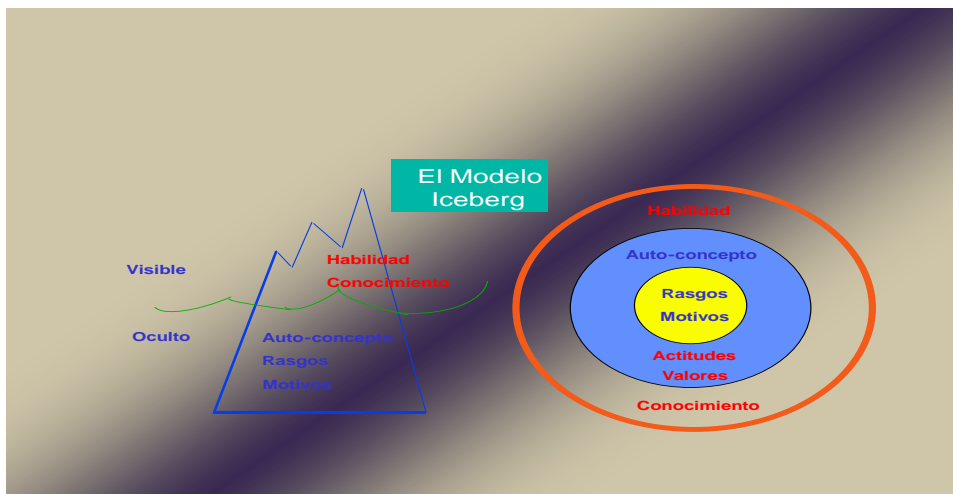 El Modelo
Iceberg
Visible
Oculto
Habilidad
Conocimiento
Auto-concepto
Rasgos
Motivos
Habilidad
Auto-concepto
Rasgos
Motivos
Actitudes
Valores
Conocimiento